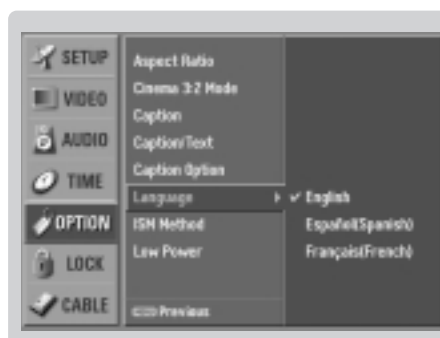 SETUP
VIDEO
AUDIO
TIME
OPTION
LOCK
CABLE
Aspect Ratio
Cinema 3:2 Mode
Caption
Caption/Text
Caption Option
Language
ISM Method
Low Power
Previous
✓ English
Español(Spanish)
Français(French)